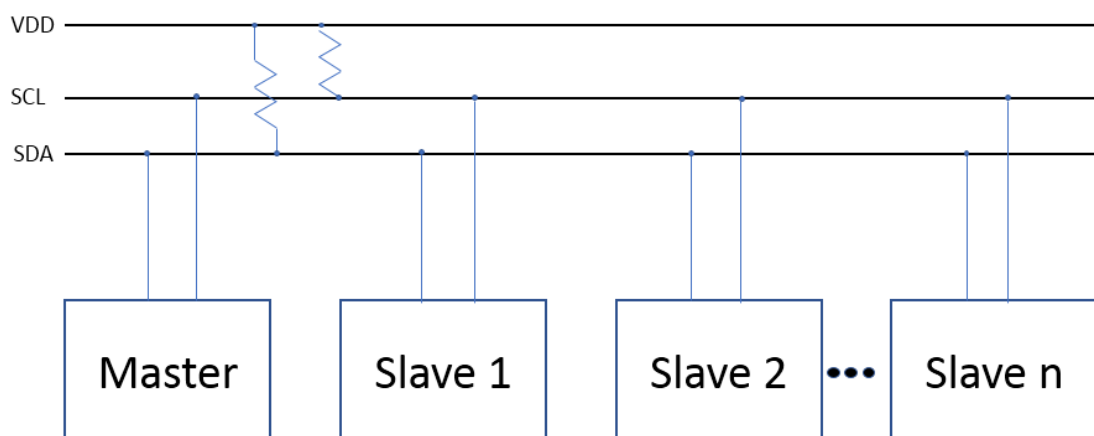 VDD
SCL
SDA
Master
Slave 1
Slave 2
Slave n